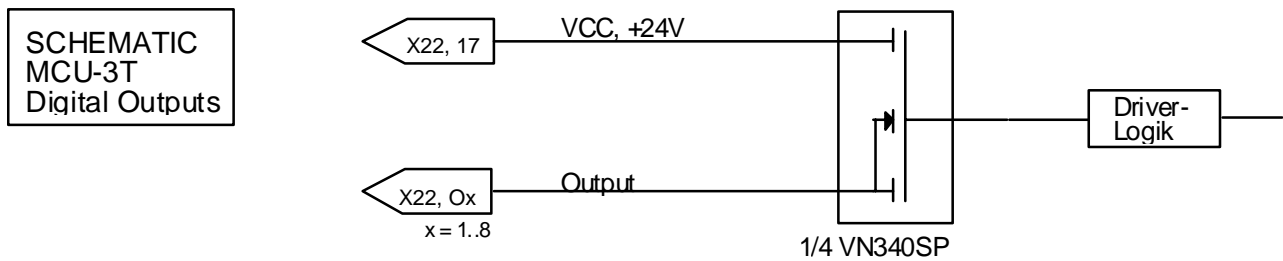 SCHEMATIC
MCU-3T
Digital Outputs
X22, 17
VCC, +24V
X22, Ox
x = 1..8
Output
1/4 VN340SP
Driver-
Logik